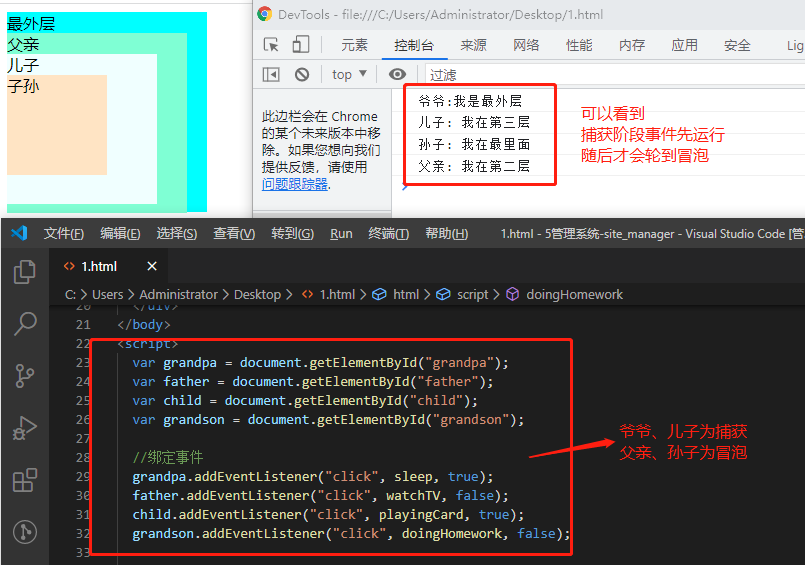 最外层
父亲
儿子
子孙
DevTools - file:///C:/Users/Administrator/Desktop/1.html
元素
控制台
来源
网络
性能
内存
应用
安全
Lig
top
过滤
此边栏会在 Chrome
的某个未来版本中移
除。如果您想向我们
提供反馈，请使用
问题跟踪器.
爷爷:我是最外层
儿子: 我在第三层
孙子: 我在最里面
父亲: 我在第二层
可以看到
捕获阶段事件先运行
随后才会轮到冒泡
文件(F) 编辑(E) 选择(S) 查看(V) 转到(G) Run 终端(T) 帮助(H) 1.html - 5管理系统-site_manager - Visual Studio Code [管
1.html
C: > Users > Administrator > Desktop > 1.html > html > script > doingHomework
20 </div>
21 </body>
22 <script>
23 var grandpa = document.getElementById("grandpa");
24 var father = document.getElementById("father");
25 var child = document.getElementById("child");
26 var grandson = document.getElementById("grandson");
27
28 //绑定事件
29 grandpa.addEventListener("click", sleep, true);
30 father.addEventListener("click", watchTV, false);
31 child.addEventListener("click", playingCard, true);
32 grandson.addEventListener("click", doingHomework, false);
33
爷爷、儿子为捕获
父亲、孙子为冒泡